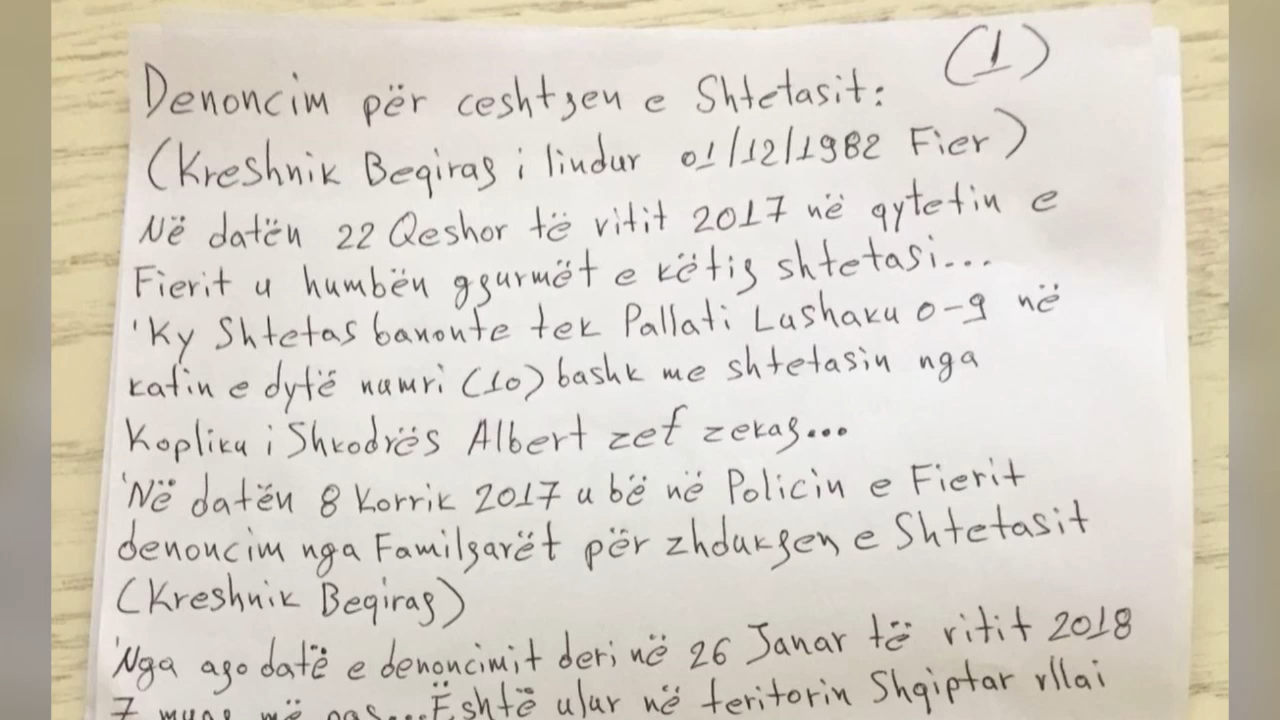 (1)
Denoncim për ceshtjen e Shtetasit:
(Kreshnik Beqiraj i lindur 01/12/1982 Fier)
Në datën 22 Qeshor të vitit 2017 në qytetin e
Fierit u humbën gjurmët e këtij shtetasi...
'Ky Shtetas banonte tek Pallati Lushaku 0-9 në
katin e dytë numri (10) bashk me shtetasin nga
Kopliku i Shkodrës Albert zef zekaj...
'Në datën 8 Korrik 2017 u bë në Policin e Fierit
denoncim nga Familjarët për zhdukjen e Shtetasit
(Kreshnik Beqiraj)
'Nga ajo datë e denoncimit deri në 26 Janar të vitit 2018
7 muaj më pas...Është ulur në teritorin Shqiptar vllai